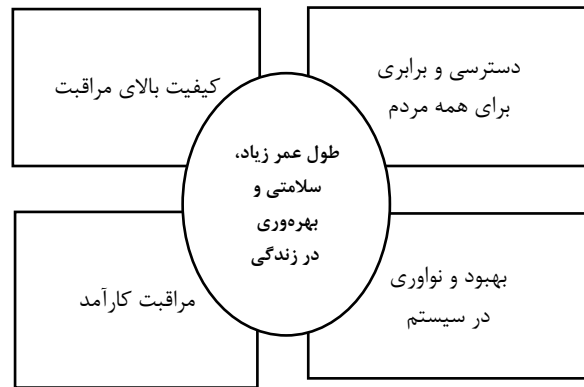 دسترسی و برابری
برای همه مردم
کیفیت بالای مراقبت
طول عمر زیاد،
سلامتی و
بهره‌وری
در زندگی
بهبود و نواوری
در سیستم
مراقبت کارآمد